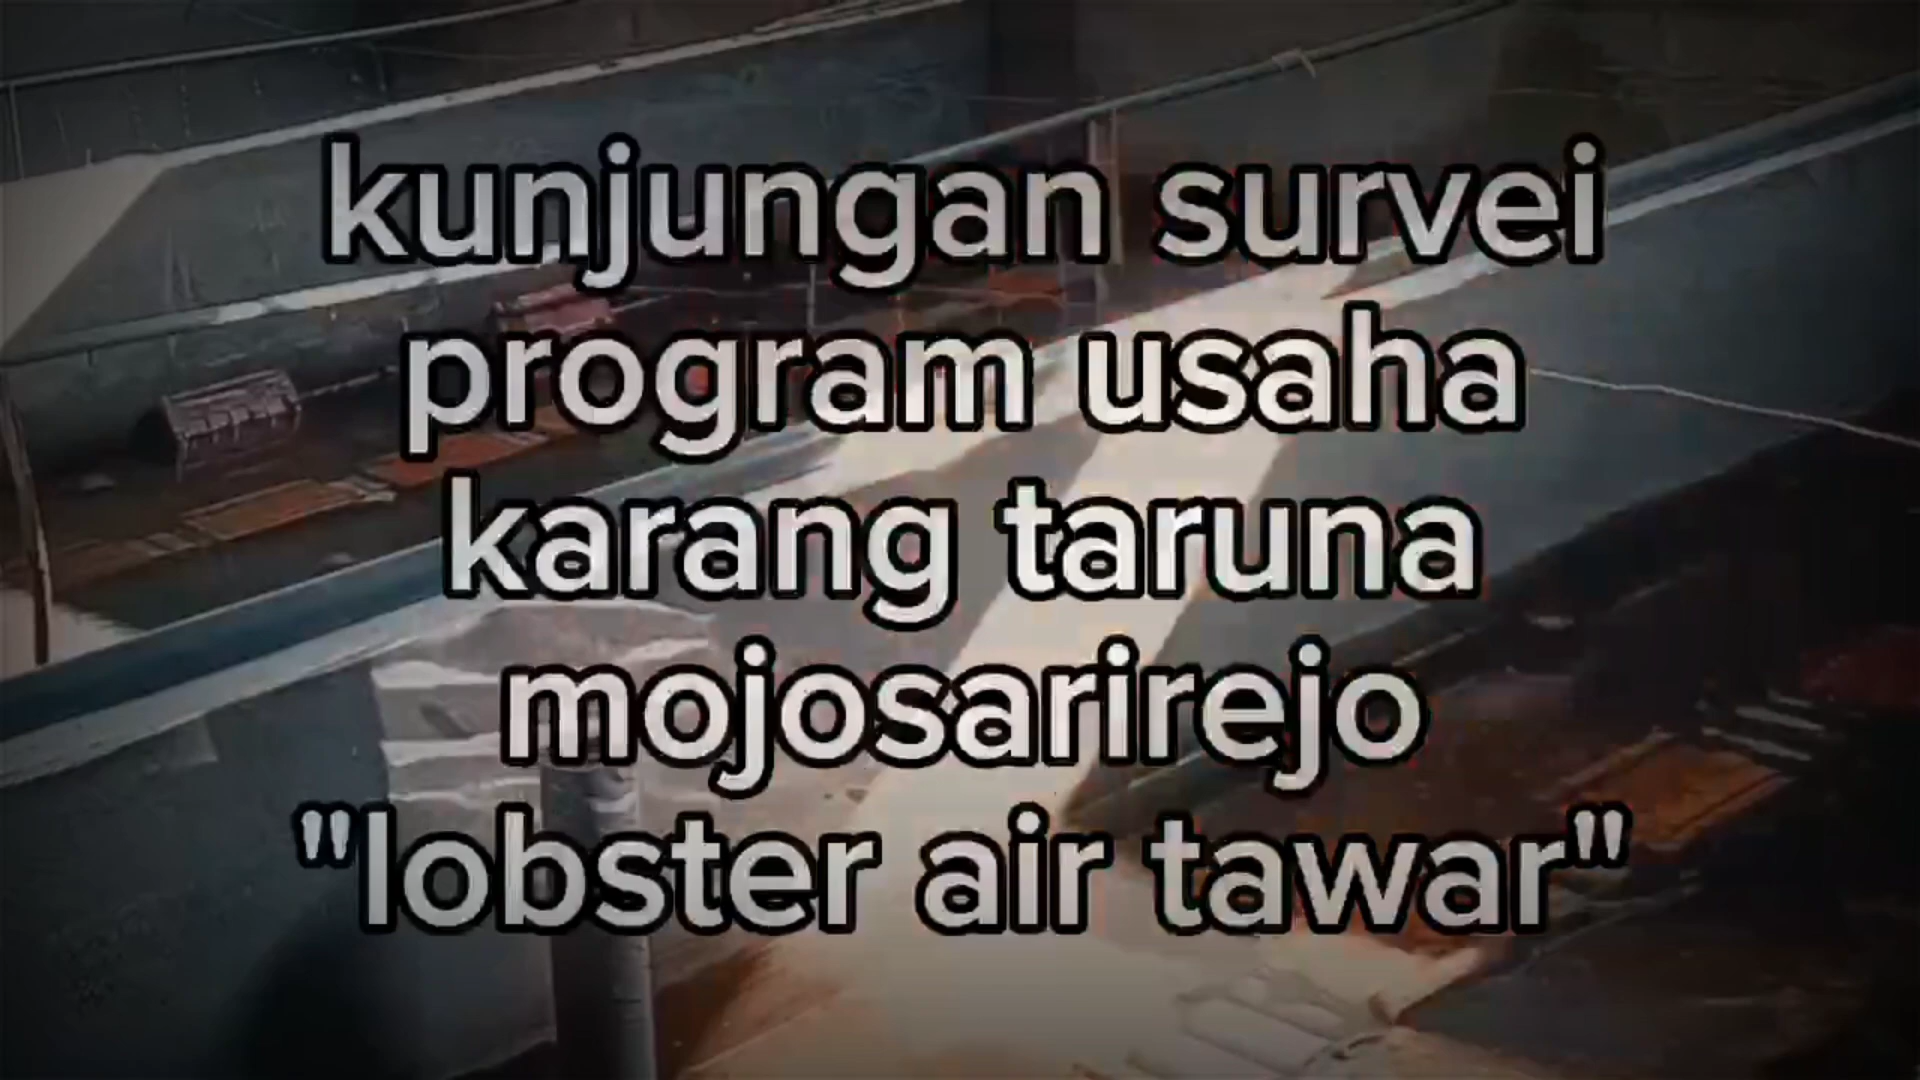 kunjungan survei
program usaha
karang taruna
mojosarirejo
"lobster air tawar"